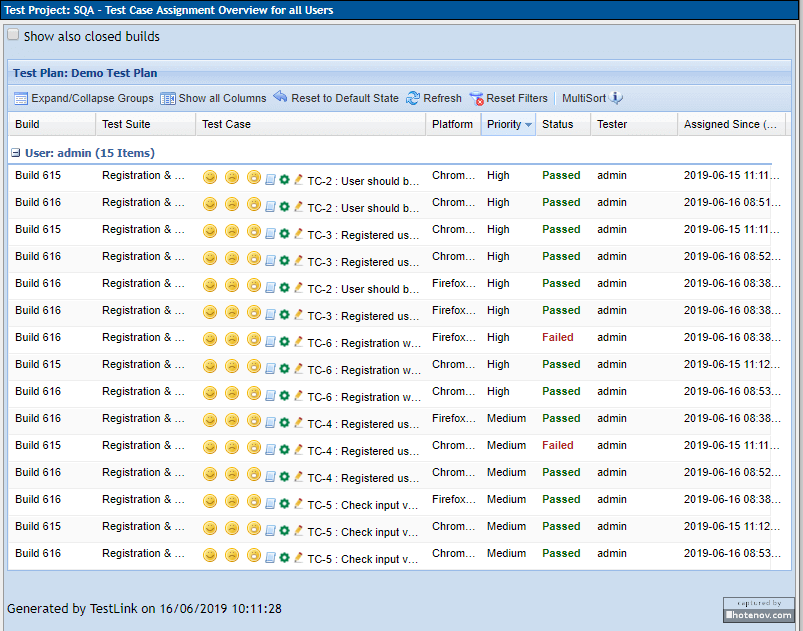 Test Project: SQA - Test Case Assignment Overview for all Users
Show also closed builds
Test Plan: Demo Test Plan
Expand/Collapse Groups Show all Columns Reset to Default State Refresh Reset Filters MultiSort
Build Test Suite Test Case Platform Priority Status Tester Assigned Since (...
User: admin (15 Items)
Build 615 Registration & ... TC-2 : User should b... Chrom... High Passed admin 2019-06-15 11:11...
Build 616 Registration & ... TC-2 : User should b... Chrom... High Passed admin 2019-06-16 08:51...
Build 615 Registration & ... TC-3 : Registered us... Chrom... High Passed admin 2019-06-15 11:11...
Build 616 Registration & ... TC-3 : Registered us... Chrom... High Passed admin 2019-06-16 08:52...
Build 616 Registration & ... TC-2 : User should b... Firefox... High Passed admin 2019-06-16 08:38...
Build 616 Registration & ... TC-3 : Registered us... Firefox... High Passed admin 2019-06-16 08:38...
Build 616 Registration & ... TC-6 : Registration w... Firefox... High Failed admin 2019-06-16 08:38...
Build 615 Registration & ... TC-6 : Registration w... Chrom... High Passed admin 2019-06-15 11:12...
Build 616 Registration & ... TC-6 : Registration w... Chrom... High Passed admin 2019-06-16 08:53...
Build 616 Registration & ... TC-4 : Registered us... Firefox... Medium Passed admin 2019-06-16 08:38...
Build 615 Registration & ... TC-4 : Registered us... Chrom... Medium Failed admin 2019-06-15 11:11...
Build 616 Registration & ... TC-4 : Registered us... Chrom... Medium Passed admin 2019-06-16 08:52...
Build 616 Registration & ... TC-5 : Check input v... Firefox... Medium Passed admin 2019-06-16 08:38...
Build 615 Registration & ... TC-5 : Check input v... Chrom... Medium Passed admin 2019-06-15 11:12...
Build 616 Registration & ... TC-5 : Check input v... Chrom... Medium Passed admin 2019-06-16 08:53...
Generated by TestLink on 16/06/2019 10:11:28
captured by
hotenov.com